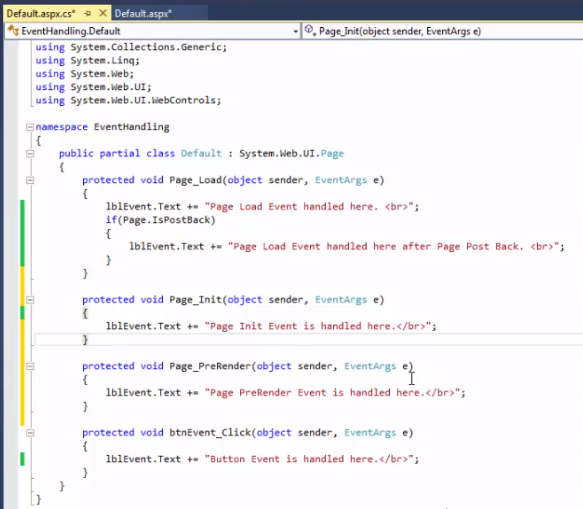 Default.aspx.cs* Default.aspx*
EventHandling.Default Page_Init(object sender, EventArgs e)
using System.Collections.Generic;
using System.Linq;
using System.Web;
using System.Web.UI;
using System.Web.UI.WebControls;
namespace EventHandling
{
public partial class Default : System.Web.UI.Page
{
protected void Page_Load(object sender, EventArgs e)
{
lblEvent.Text += "Page Load Event handled here. <br>";
if(Page.IsPostBack)
{
lblEvent.Text += "Page Load Event handled here after Page Post Back. <br>";
}
}
protected void Page_Init(object sender, EventArgs e)
{
lblEvent.Text += "Page Init Event is handled here.</br>";
}
protected void Page_PreRender(object sender, EventArgs e)
{
lblEvent.Text += "Page PreRender Event is handled here.</br>";
}
protected void btnEvent_Click(object sender, EventArgs e)
{
lblEvent.Text += "Button Event is handled here.</br>";
}
}
}